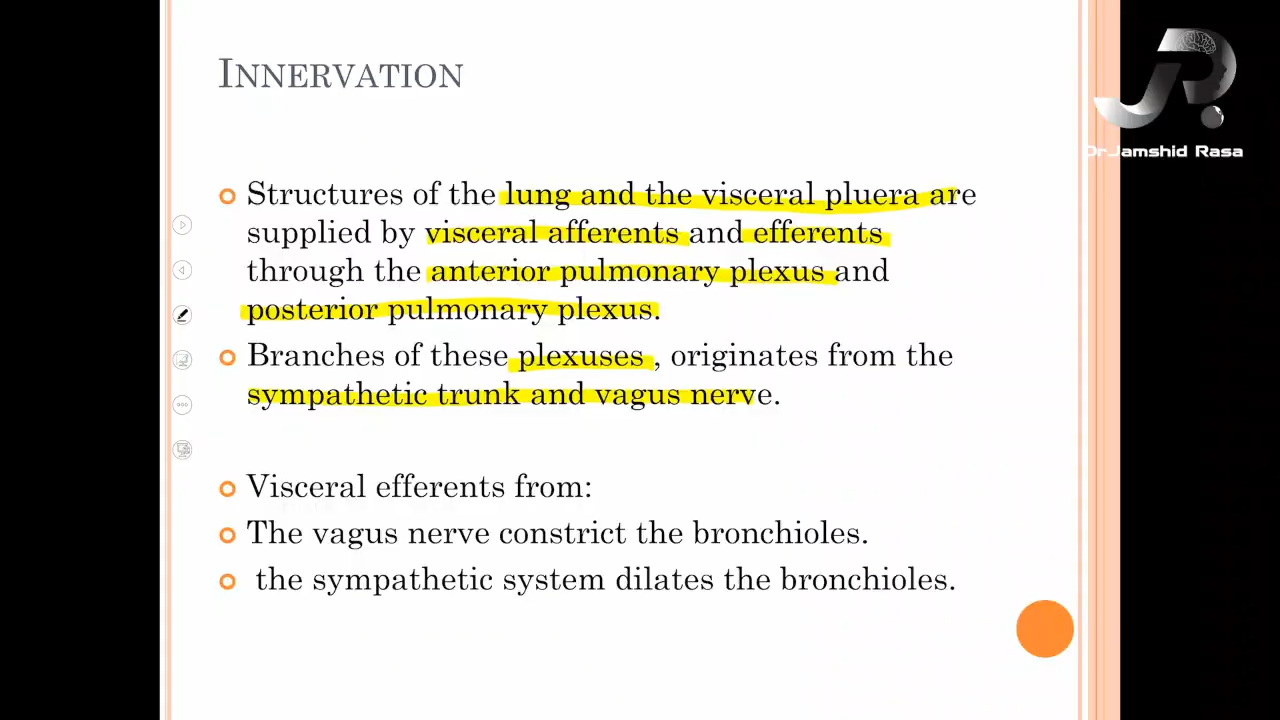 INNERVATION
Structures of the lung and the visceral pluera are
supplied by visceral afferents and efferents
through the anterior pulmonary plexus and
posterior pulmonary plexus.
Branches of these plexuses , originates from the
sympathetic trunk and vagus nerve.
Visceral efferents from:
The vagus nerve constrict the bronchioles.
the sympathetic system dilates the bronchioles.
Dr.Jamshid Rasa